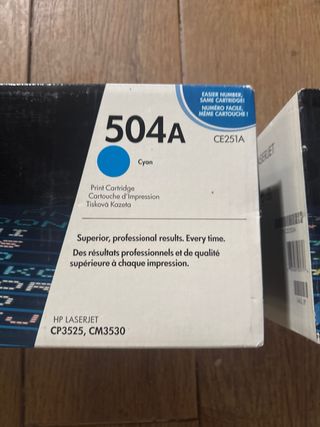 EASIER NUMBER,
SAME CARTRIDGE!
NUMÉRO FACILE,
MÊME CARTOUCHE !
504A
CE251A
Cyan
Print Cartridge
Cartouche d'Impression
Tisková Kazeta
Superior, professional results. Every time.
Des résultats professionnels et de qualité
supérieure à chaque impression.
HP LASERJET
CP3525, CM3530
LASERJET